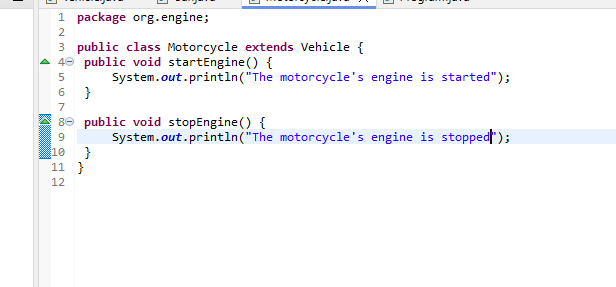 1 package org.engine;
2
3 public class Motorcycle extends Vehicle {
4 public void startEngine() {
5 System.out.println("The motorcycle's engine is started");
6 }
7
8 public void stopEngine() {
9 System.out.println("The motorcycle's engine is stopped");
10 }
11 }
12